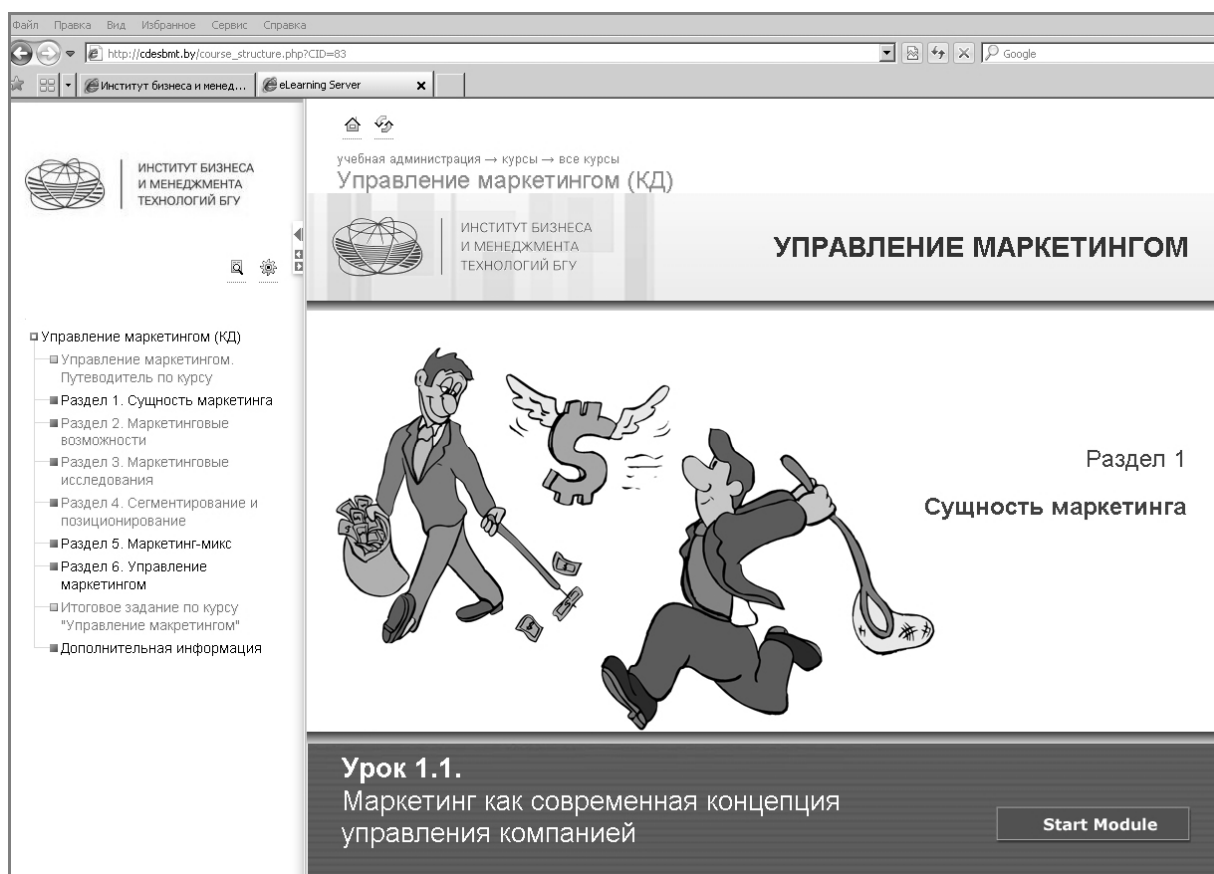 Файл Правка Вид Избранное Сервис Справка
http://cdesbmt.by/course_structure.php?CID=83
Google
Институт бизнеса и менед...
eLearning Server
ИНСТИТУТ БИЗНЕСА
И МЕНЕДЖМЕНТА
ТЕХНОЛОГИЙ БГУ
Управление маркетингом (КД)
Управление маркетингом.
Путеводитель по курсу
Раздел 1. Сущность маркетинга
Раздел 2. Маркетинговые
возможности
Раздел 3. Маркетинговые
исследования
Раздел 4. Сегментирование и
позиционирование
Раздел 5. Маркетинг-микс
Раздел 6. Управление
маркетингом
Итоговое задание по курсу
"Управление макретингом"
Дополнительная информация
учебная администрация → курсы → все курсы
Управление маркетингом (КД)
ИНСТИТУТ БИЗНЕСА
И МЕНЕДЖМЕНТА
ТЕХНОЛОГИЙ БГУ
УПРАВЛЕНИЕ МАРКЕТИНГОМ
$
Раздел 1
Сущность маркетинга
Урок 1.1.
Маркетинг как современная концепция
управления компанией
Start Module